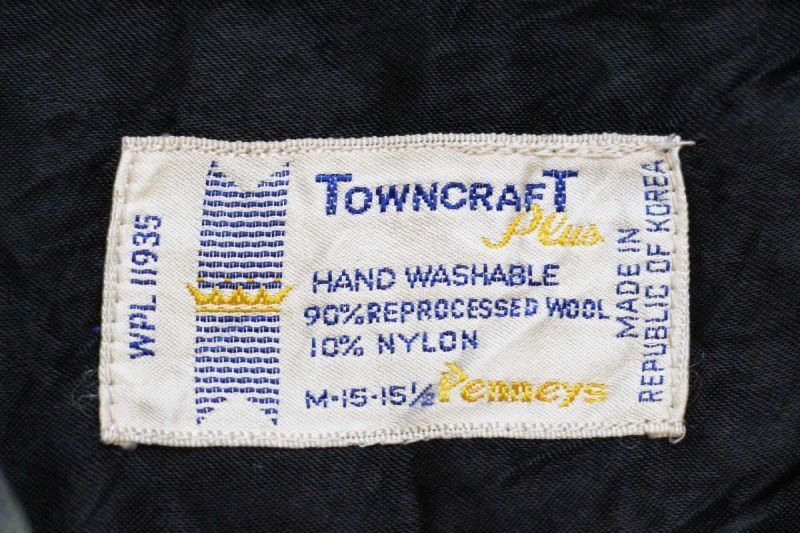 WPL 11935
TOWNCRAFT
Plus
HAND WASHABLE
90% REPROCESSED WOOL
10% NYLON
M-15-15½ Penneys
MADE IN
REPUBLIC OF KOREA